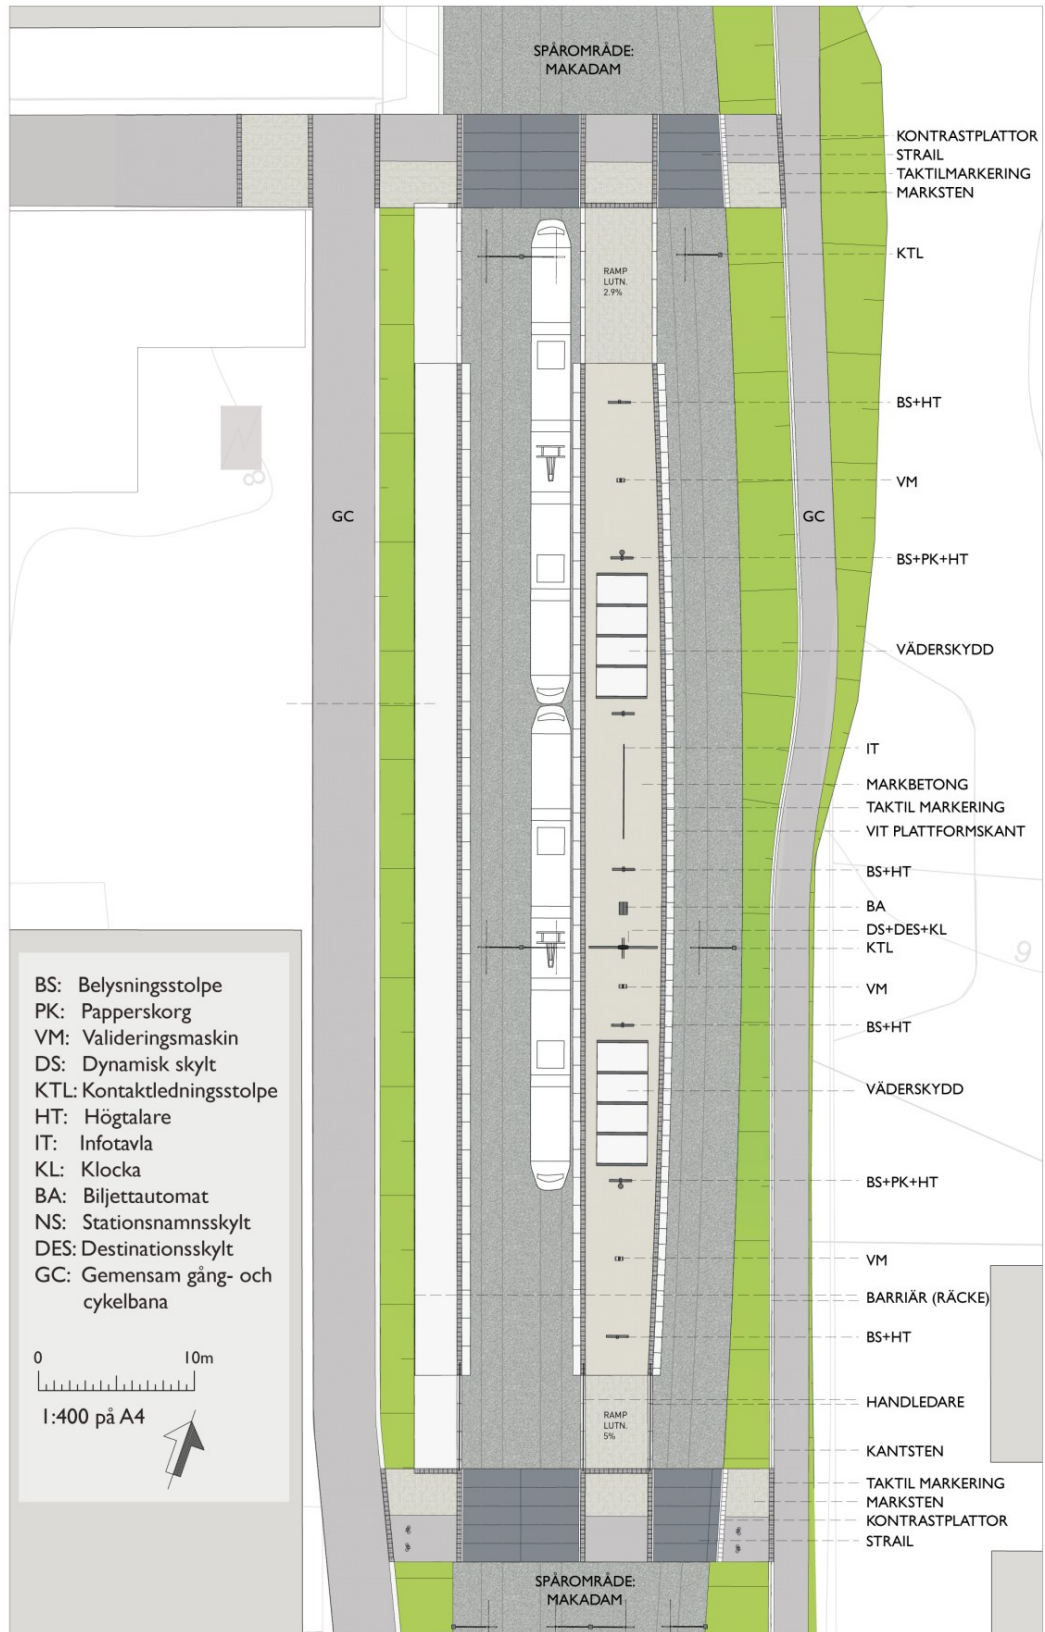 SPÅROMRÅDE:
MAKADAM
KONTRASTPLATTOR
STRAIL
TAKTILMARKERING
MARKSTEN
KTL
RAMP
LUTN.
2.9%
BS+HT
VM
8
GC
GC
BS+PK+HT
VÄDERSKYDD
IT
MARKBETONG
TAKTIL MARKERING
VIT PLATTFORMSKANT
BS+HT
BA
DS+DES+KL
KTL
9
VM
BS+HT
VÄDERSKYDD
BS+PK+HT
VM
BARRIÄR (RÄCKE)
BS+HT
HANDLEDARE
RAMP
LUTN.
5%
KANTSTEN
TAKTIL MARKERING
MARKSTEN
KONTRASTPLATTOR
STRAIL
SPÅROMRÅDE:
MAKADAM
BS: Belysningsstolpe
PK: Papperskorg
VM: Valideringsmaskin
DS: Dynamisk skylt
KTL: Kontaktledningsstolpe
HT: Högtalare
IT: Infotavla
KL: Klocka
BA: Biljettautomat
NS: Stationsnamnsskylt
DES: Destinationsskylt
GC: Gemensam gång- och
cykelbana
0 10m
1:400 på A4